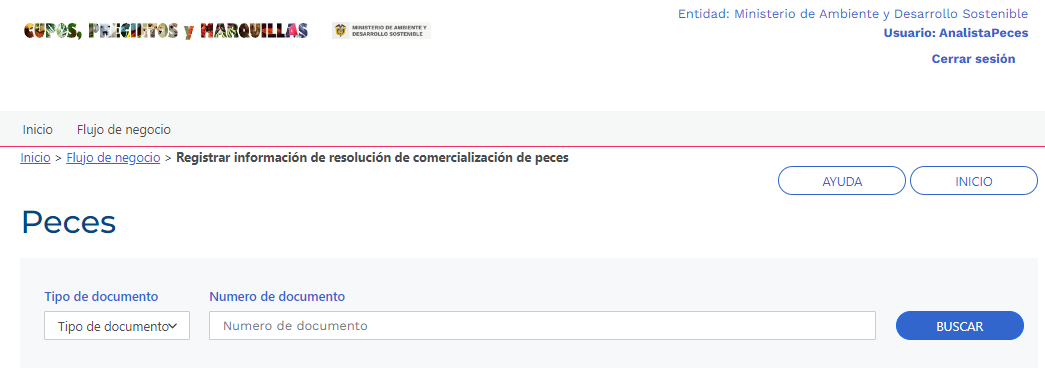 Entidad: Ministerio de Ambiente y Desarrollo Sostenible
CUPOS, PRECINTOS y MARQUILLAS
MINISTERIO DE AMBIENTE Y
DESARROLLO SOSTENIBLE
Usuario: AnalistaPeces
Cerrar sesión
Inicio Flujo de negocio
Inicio > Flujo de negocio > Registrar información de resolución de comercialización de peces
AYUDA INICIO
Peces
Tipo de documento Numero de documento
Tipo de documento Numero de documento BUSCAR